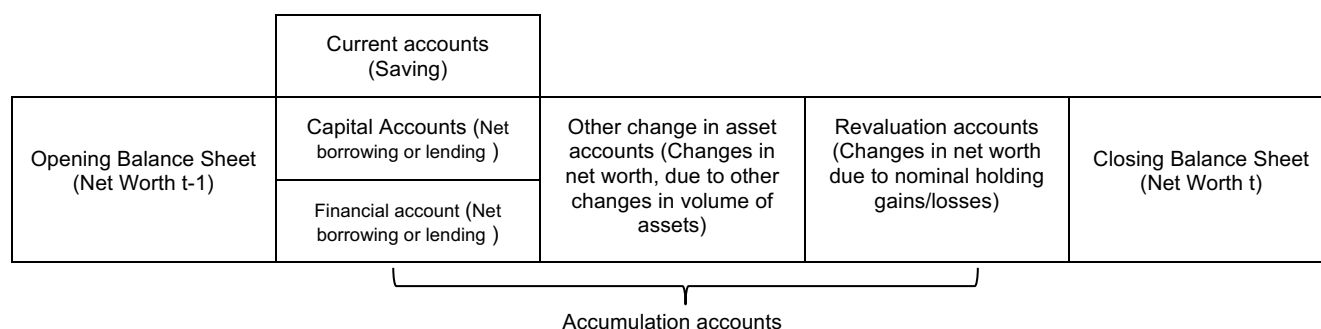 Current accounts
(Saving)
Opening Balance Sheet
(Net Worth t-1)
Capital Accounts (Net
borrowing or lending )
Financial account (Net
borrowing or lending )
Other change in asset
accounts (Changes in
net worth, due to other
changes in volume of
assets)
Revaluation accounts
(Changes in net worth
due to nominal holding
gains/losses)
Closing Balance Sheet
(Net Worth t)
Accumulation accounts